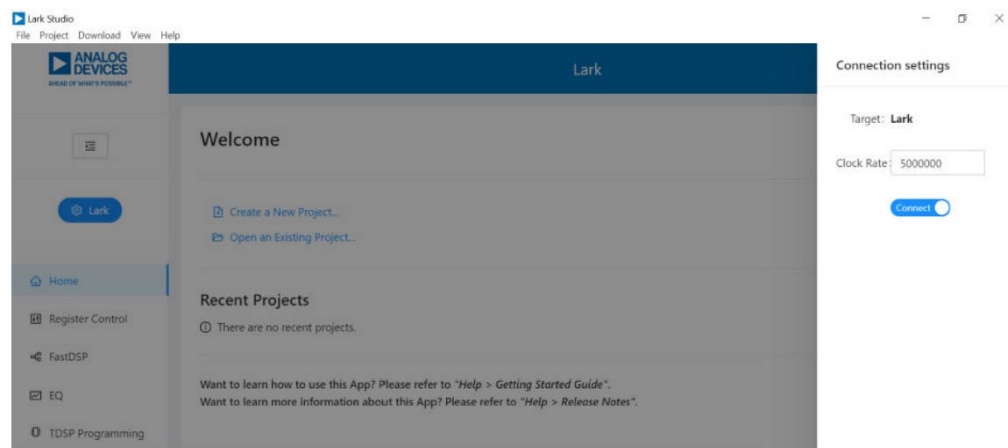 Lark Studio
File Project Download View Help
ANALOG
DEVICES
AHEAD OF WHAT'S POSSIBLE™
Lark
Connection settings
Welcome
Target: Lark
Clock Rate: 5000000
Connect
Lark
Create a New Project...
Open an Existing Project...
Home
Register Control
FastDSP
EQ
TDSP Programming
Recent Projects
There are no recent projects.
Want to learn how to use this App? Please refer to "Help > Getting Started Guide".
Want to learn more information about this App? Please refer to "Help > Release Notes".